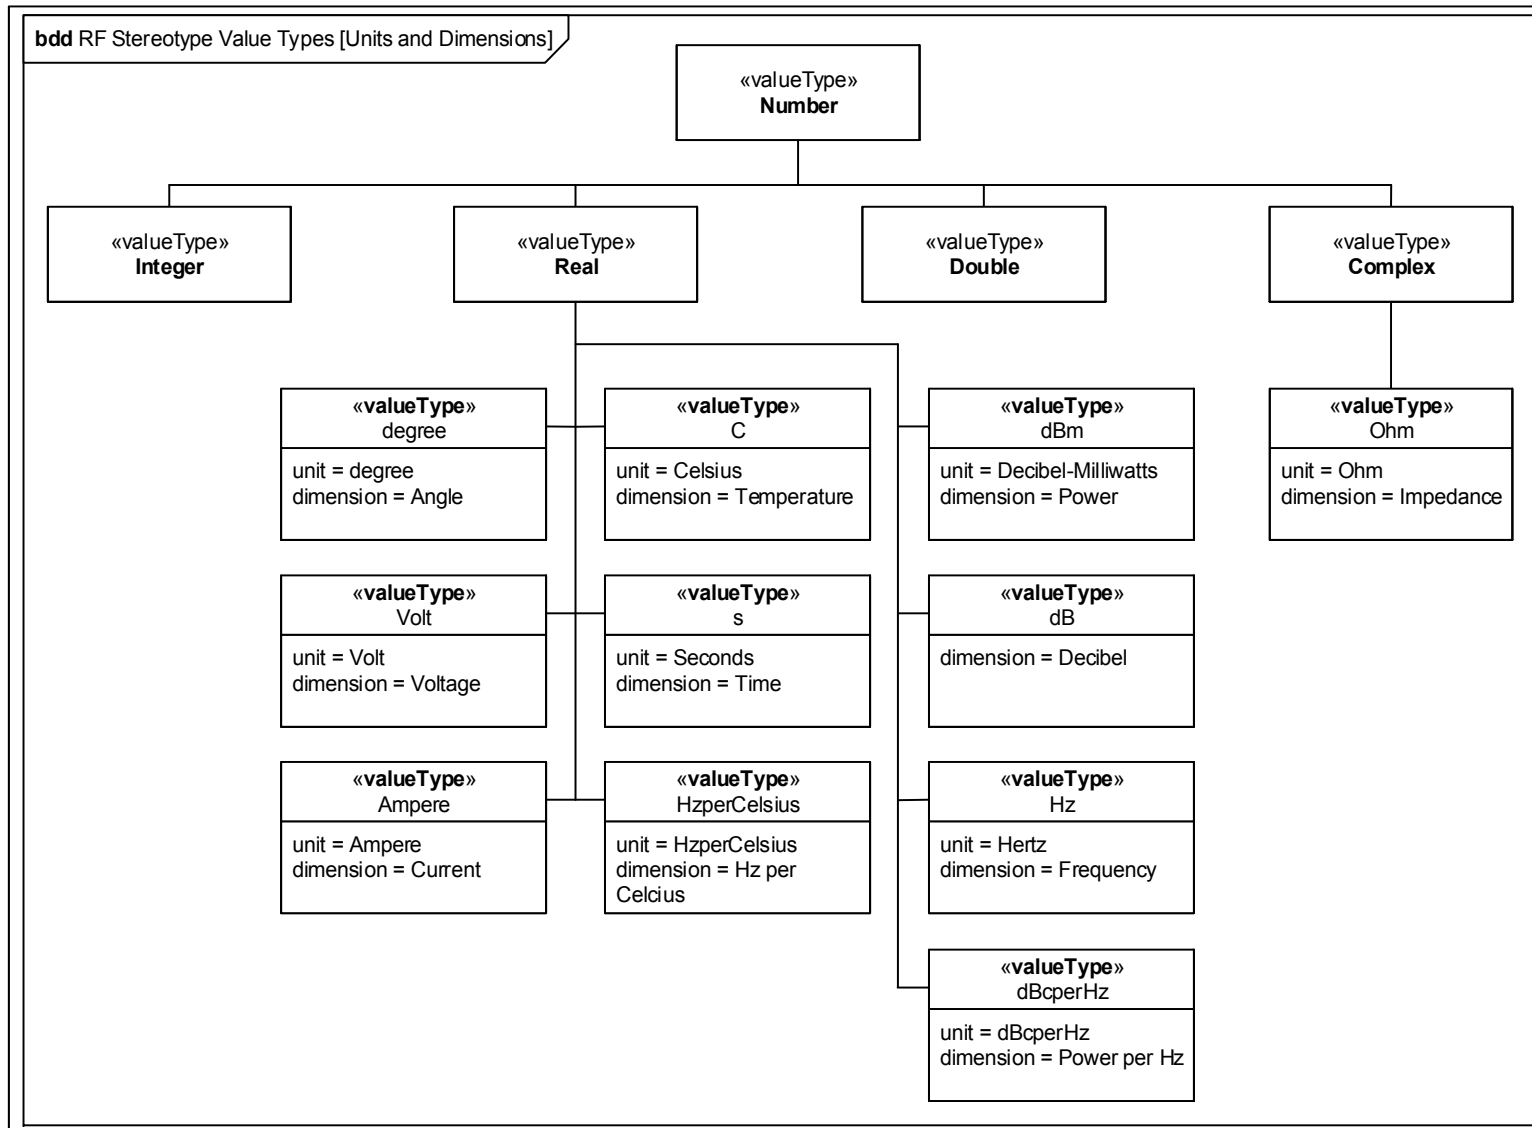 bdd RF Stereotype Value Types [Units and Dimensions]
«valueType»
Number
«valueType»
Integer
«valueType»
Real
«valueType»
Double
«valueType»
Complex
«valueType»
degree
unit = degree
dimension = Angle
«valueType»
C
unit = Celsius
dimension = Temperature
«valueType»
dBm
unit = Decibel-Milliwatts
dimension = Power
«valueType»
Ohm
unit = Ohm
dimension = Impedance
«valueType»
Volt
unit = Volt
dimension = Voltage
«valueType»
s
unit = Seconds
dimension = Time
«valueType»
dB
dimension = Decibel
«valueType»
Ampere
unit = Ampere
dimension = Current
«valueType»
HzperCelsius
unit = HzperCelsius
dimension = Hz per
Celcius
«valueType»
Hz
unit = Hertz
dimension = Frequency
«valueType»
dBcperHz
unit = dBcperHz
dimension = Power per Hz